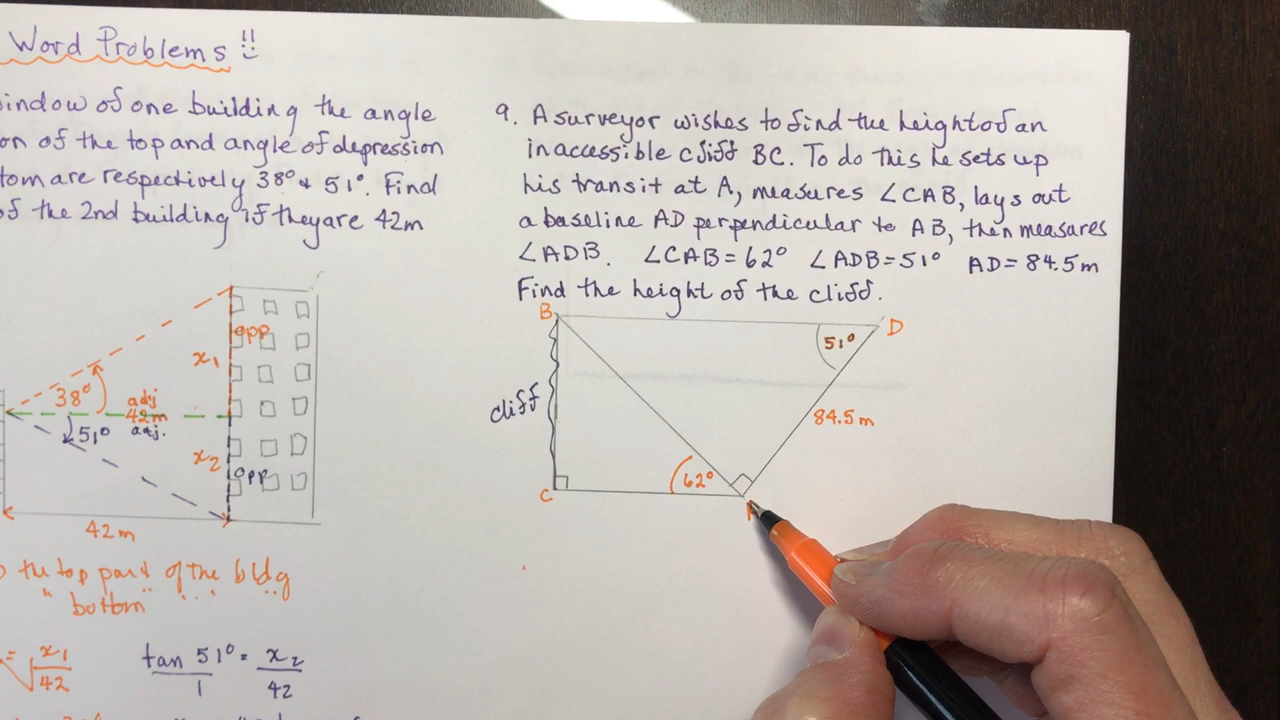 Word Problems !!
window of one building the angle
on of the top and angle of depression
tom are respectively 38° & 51°. Find
of the 2nd building if they are 42m
38°
adj
42m
adj.
51°
opp
x1
x2
opp
42m
the top part of the bldg
" bottom " " " "
= x1
42
tan 51° = x2
1 42
9. A surveyor wishes to find the height of an
inaccessible cliff BC. To do this he sets up
his transit at A, measures ∠CAB, lays out
a baseline AD perpendicular to AB, then measures
∠ADB. ∠CAB = 62° ∠ADB = 51° AD = 84.5m
Find the height of the cliff.
B
D
51°
cliff
84.5m
62°
C